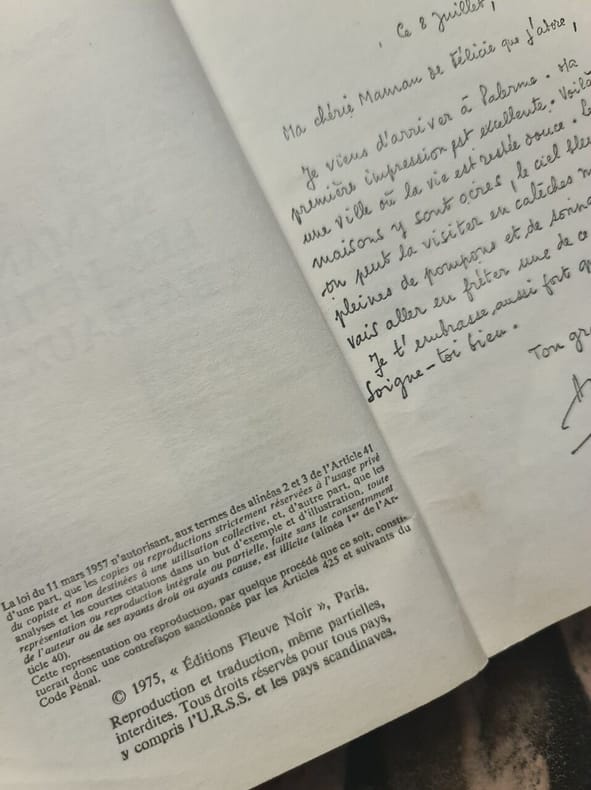 La loi du 11 mars 1957 n'autorisant, aux termes des alinéas 2 et 3 de l'Article 41
d'une part, que les copies ou reproductions strictement réservées à l'usage privé
du copiste et non destinées à une utilisation collective, et, d'autre part, que les
analyses et les courtes citations dans un but d'exemple et d'illustration, toute
représentation ou reproduction intégrale ou partielle, faite sans le consentmment
de l'auteur ou de ses ayants droit ou ayants cause, est illicite (alinéa 1er de l'Ar-
ticle 40).
Cette représentation ou reproduction, par quelque procédé que ce soit, consti-
tuerait donc une contrefaçon sanctionnée par les Articles 425 et suivants du
Code Pénal.
© 1975, « Éditions Fleuve Noir », Paris.
Reproduction et traduction, même partielles,
interdites. Tous droits réservés pour tous pays,
y compris l'U.R.S.S. et les pays scandinaves.
Ce 8 Juillet,
Ma chérie Maman de Félicie que j'adore,
Je viens d'arriver à Palerme. Ma
première impression est excellente. Voilà
une ville où la vie est restée douce.
maisons y sont ocres, le ciel bleu
on peut la visiter en calèches
pleines de pompons et de
vais aller en fréter une de ce
Je t'embrasse aussi fort
Soigne-toi bien.
Ton